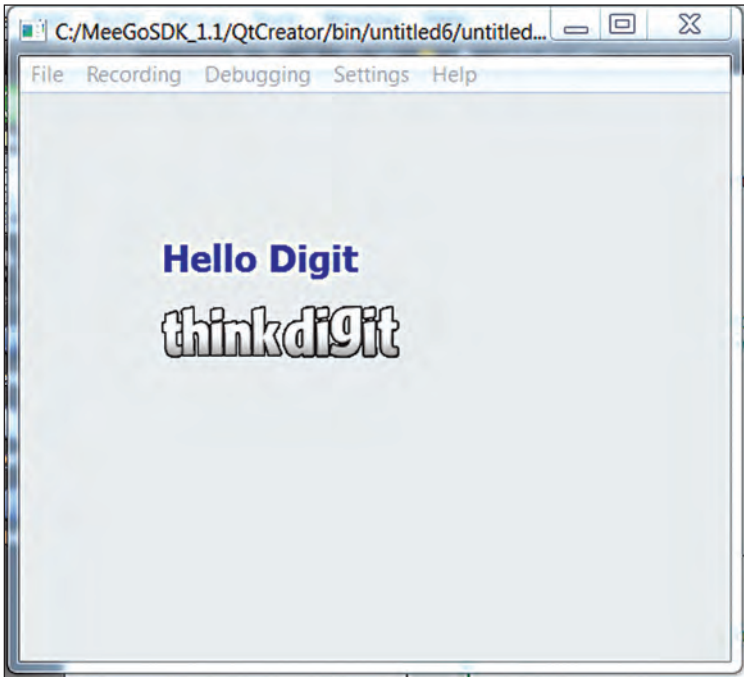 C:/MeeGoSDK_1.1/QtCreator/bin/untitled6/untitled...
File Recording Debugging Settings Help
Hello Digit
thinkdigit